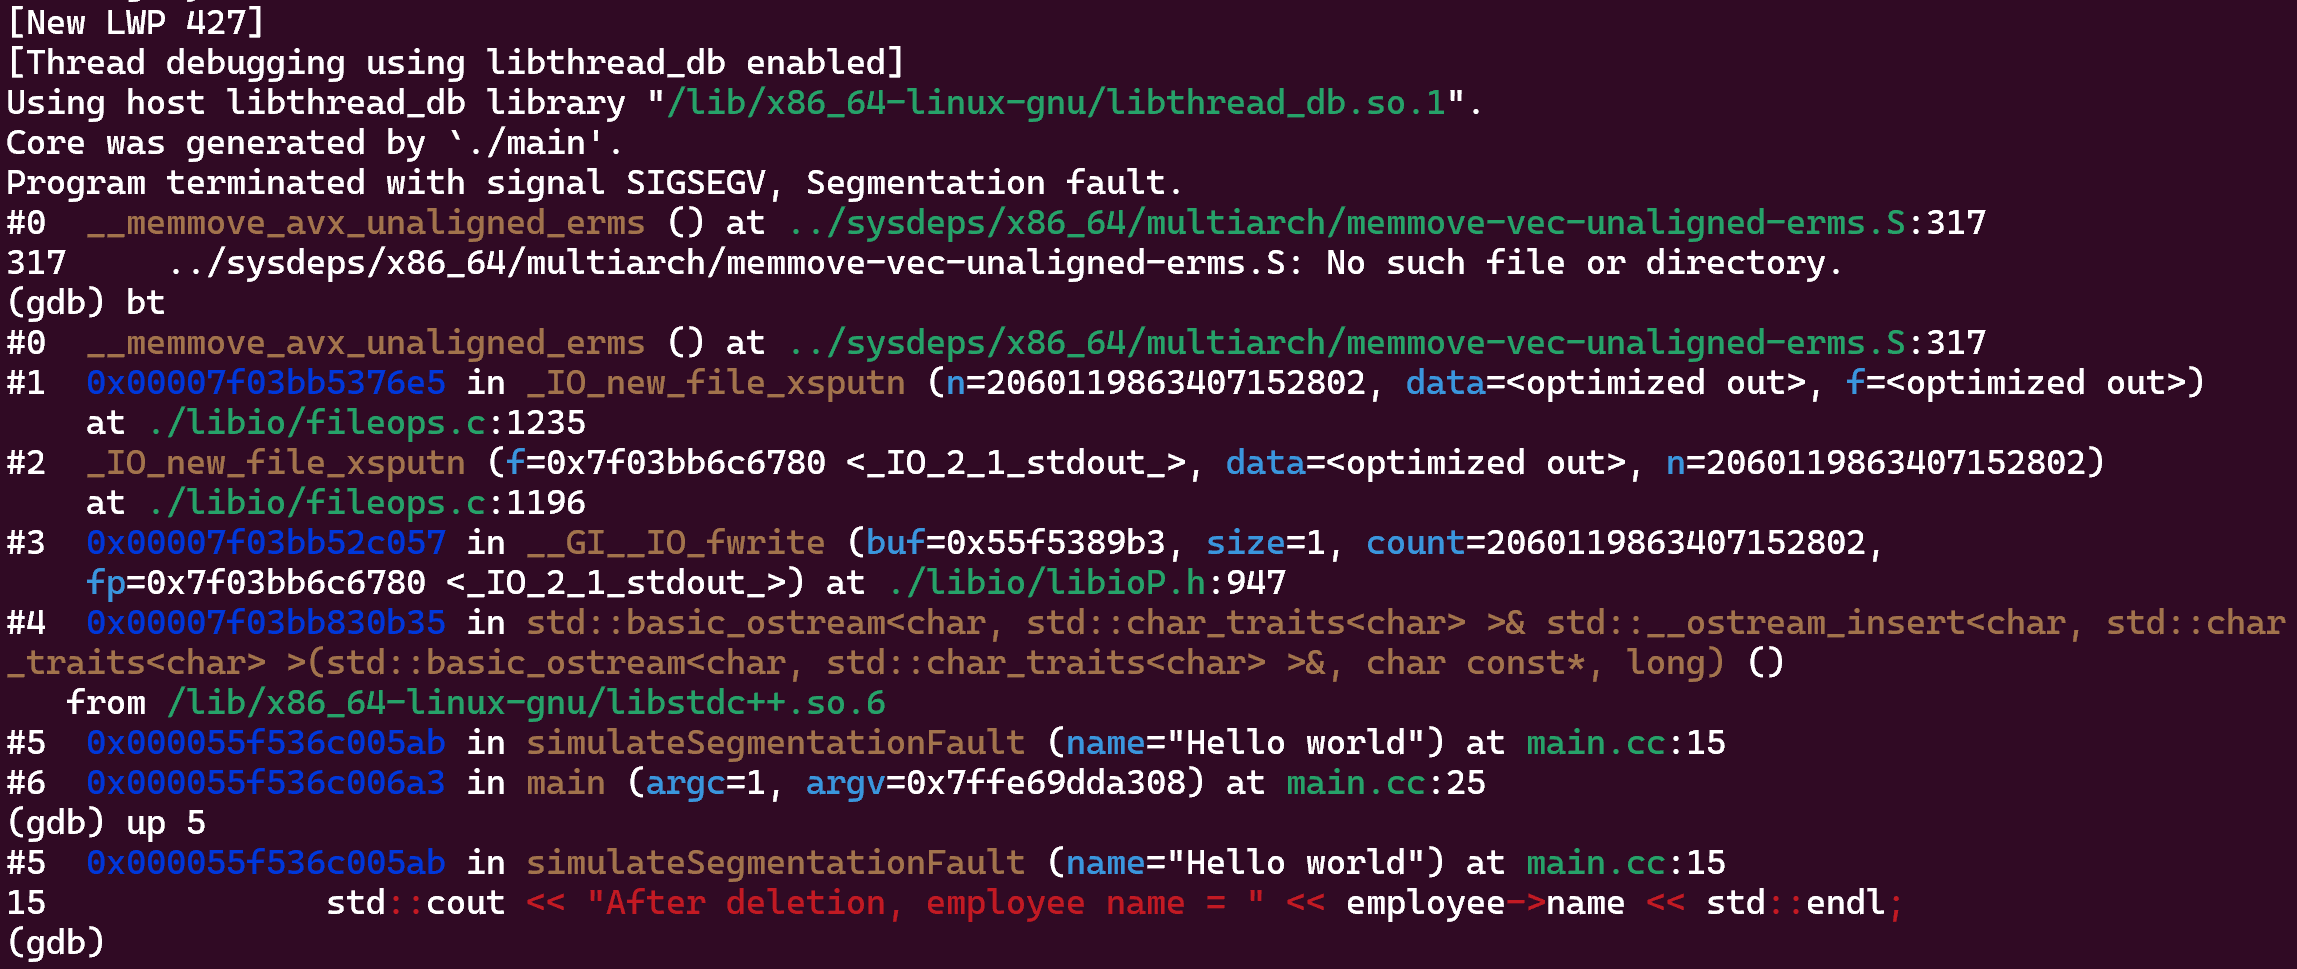 [New LWP 427]
[Thread debugging using libthread_db enabled]
Using host libthread_db library "/lib/x86_64-linux-gnu/libthread_db.so.1".
Core was generated by `./main'.
Program terminated with signal SIGSEGV, Segmentation fault.
#0  __memmove_avx_unaligned_erms () at ../sysdeps/x86_64/multiarch/memmove-vec-unaligned-erms.S:317
317     ../sysdeps/x86_64/multiarch/memmove-vec-unaligned-erms.S: No such file or directory.
(gdb) bt
#0  __memmove_avx_unaligned_erms () at ../sysdeps/x86_64/multiarch/memmove-vec-unaligned-erms.S:317
#1  0x00007f03bb5376e5 in _IO_new_file_xsputn (n=2060119863407152802, data=<optimized out>, f=<optimized out>)
    at ./libio/fileops.c:1235
#2  _IO_new_file_xsputn (f=0x7f03bb6c6780 <_IO_2_1_stdout_>, data=<optimized out>, n=2060119863407152802)
    at ./libio/fileops.c:1196
#3  0x00007f03bb52c057 in __GI__IO_fwrite (buf=0x55f5389b3, size=1, count=2060119863407152802,
    fp=0x7f03bb6c6780 <_IO_2_1_stdout_>) at ./libio/libioP.h:947
#4  0x00007f03bb830b35 in std::basic_ostream<char, std::char_traits<char> >& std::__ostream_insert<char, std::char
_traits<char> >(std::basic_ostream<char, std::char_traits<char> >&, char const*, long) ()
   from /lib/x86_64-linux-gnu/libstdc++.so.6
#5  0x000055f536c005ab in simulateSegmentationFault (name="Hello world") at main.cc:15
#6  0x000055f536c006a3 in main (argc=1, argv=0x7ffe69dda308) at main.cc:25
(gdb) up 5
#5  0x000055f536c005ab in simulateSegmentationFault (name="Hello world") at main.cc:15
15              std::cout << "After deletion, employee name = " << employee->name << std::endl;
(gdb)